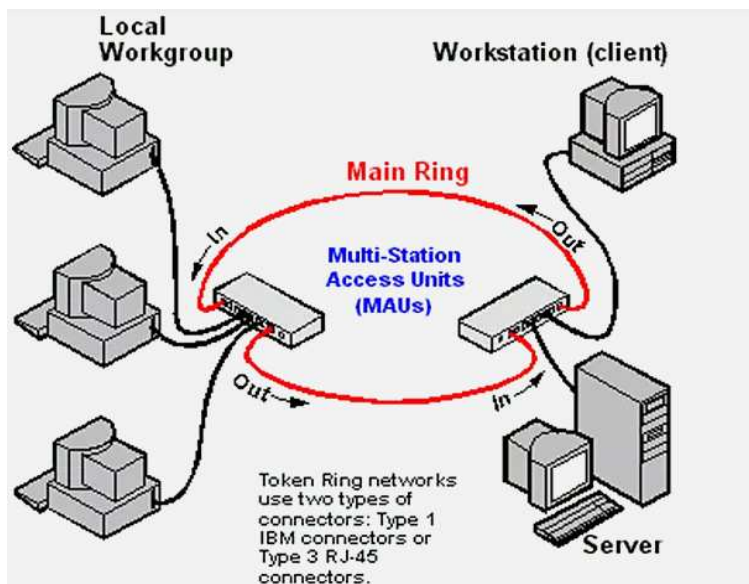 Local
Workgroup
Workstation (client)
Main Ring
In
Out
Multi-Station
Access Units
(MAUs)
Out
In
Token Ring networks
use two types of
connectors: Type 1
IBM connectors or
Type 3 RJ-45
connectors.
Server